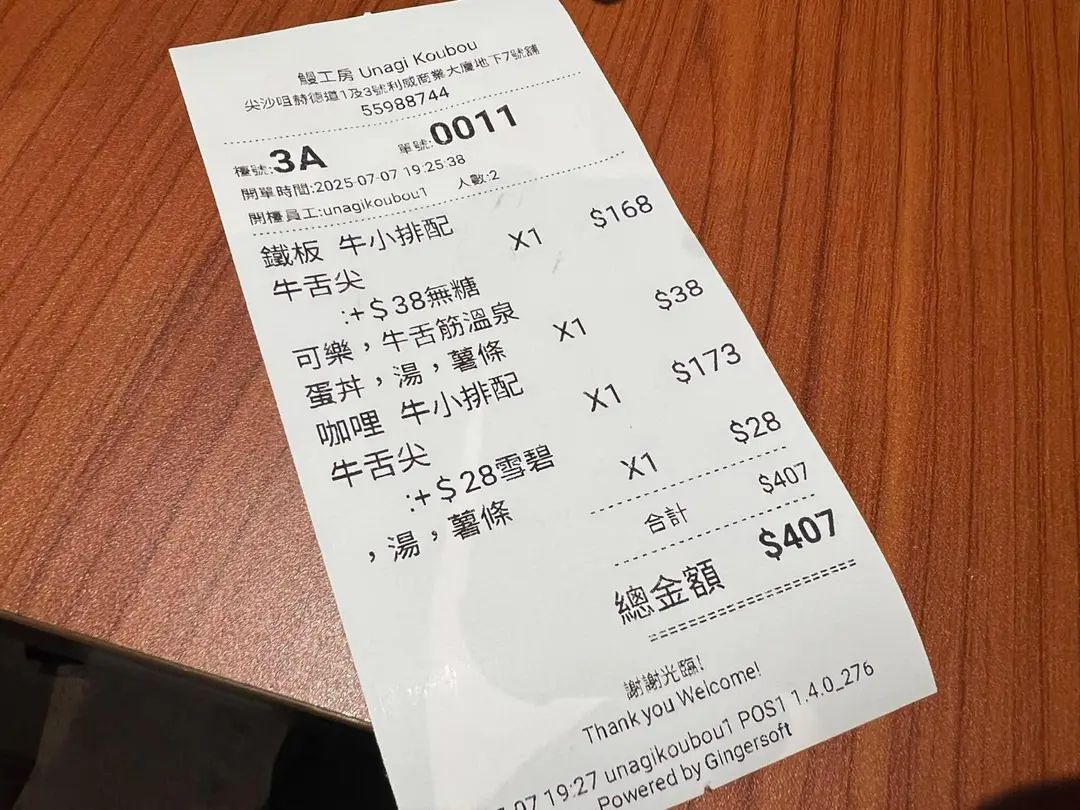 鰻工房 Unagi Koubou
尖沙咀赫德道1及3號利威商業大廈地下7號舖
55988744
檯號:3A 單號:0011
開單時間:2025-07-07 19:25:38
開檯員工:unagikoubou1 人數:2
鐵板 牛小排配 X1 $168
牛舌尖
:+$38無糖 X1 $38
可樂，牛舌筋溫泉
蛋丼，湯，薯條
咖哩 牛小排配 X1 $173
牛舌尖
:+$28雪碧 X1 $28
，湯，薯條
合計 $407
總金額 $407
謝謝光臨!
Thank you Welcome!
07 19:27 unagikoubou1 POS1 1.4.0_276
Powered by Gingersoft